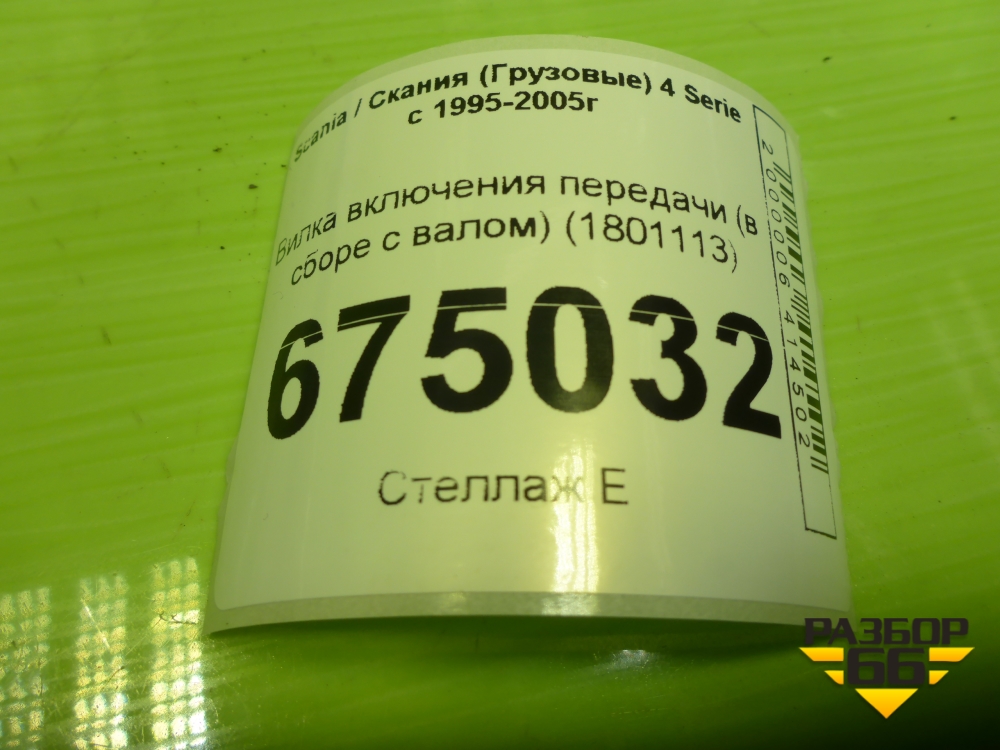 Scania / Скания (Грузовые) 4 Serie
с 1995-2005г
Вилка включения передачи (в
сборе с валом) (1801113)
675032
Стеллаж Е
2000006414502
РАЗБОР
66